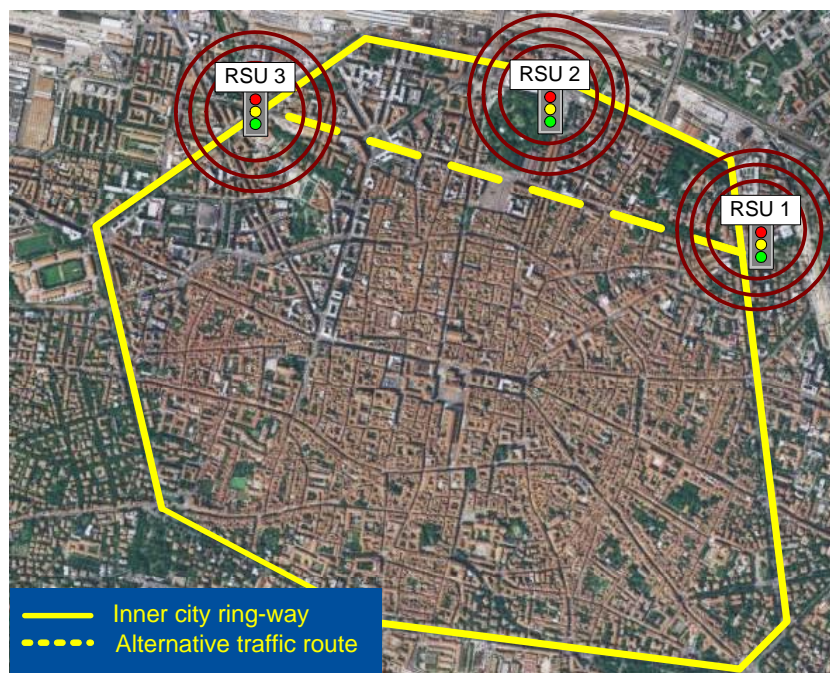 RSU 3
RSU 2
RSU 1
Inner city ring-way
Alternative traffic route